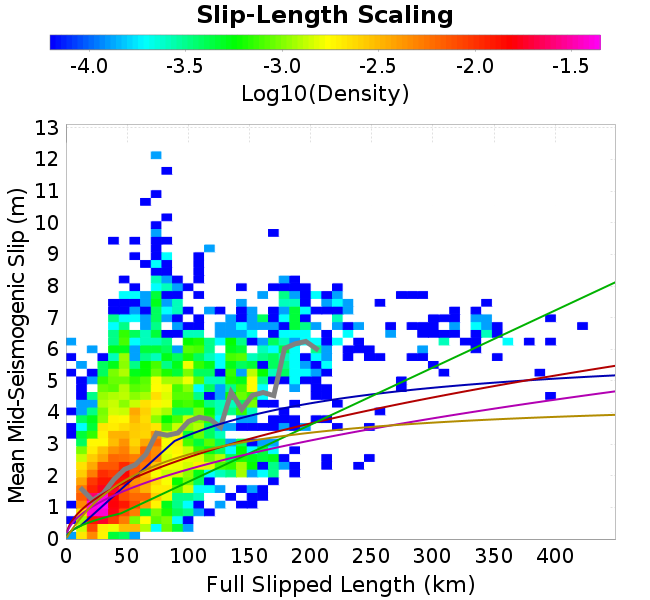 Slip-Length Scaling
-4.0 -3.5 -3.0 -2.5 -2.0 -1.5
Log10(Density)
Mean Mid-Seismogenic Slip (m)
13
12
11
10
9
8
7
6
5
4
3
2
1
0
0 50 100 150 200 250 300 350 400
Full Slipped Length (km)